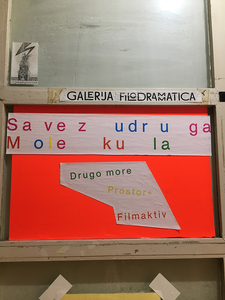 GALERIJA FILODRAMATICA
Savez udruga
Molekula
Drugo more
Prostor+
Filmaktiv